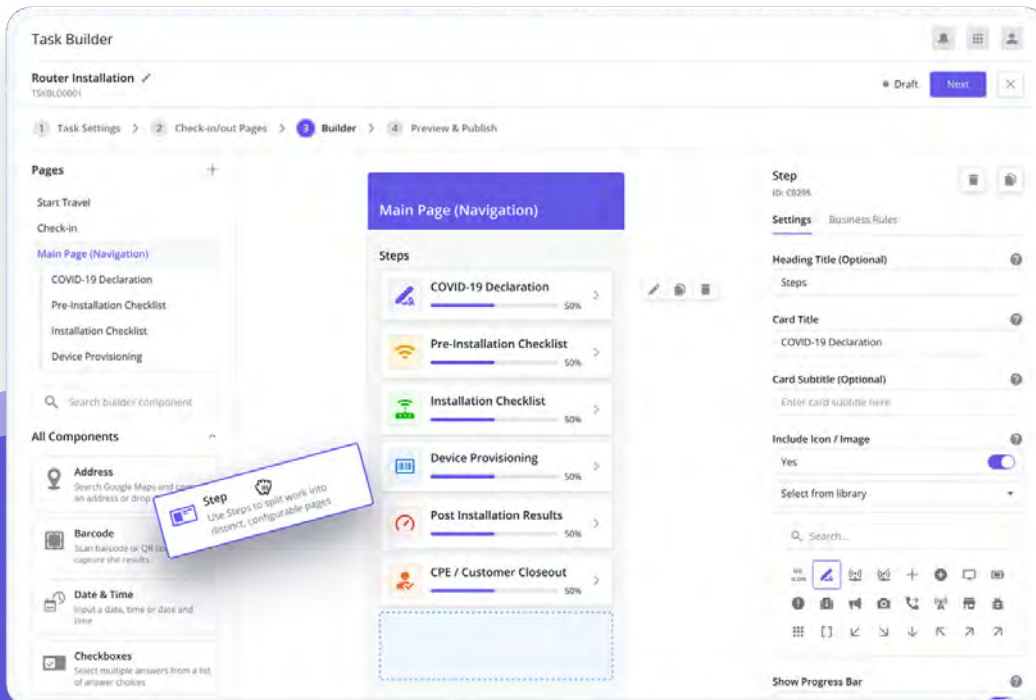 Task Builder
Router Installation
TSKBLD0001
Draft
Next
1 Task Settings > 2 Check-in/out Pages > 3 Builder > 4 Preview & Publish
Pages
Start Travel
Check-in
Main Page (Navigation)
COVID-19 Declaration
Pre-Installation Checklist
Installation Checklist
Device Provisioning
Search builder component
All Components
Address
Search Google Maps and
an address or drop
Barcode
Scan barcode or QR
capture the results
Date & Time
Input a date, time or date and
time
Checkboxes
Select multiple answers from a list
of answer choices
Step
Use Steps to split work into
distinct, configurable pages
Main Page (Navigation)
Steps
COVID-19 Declaration
50%
Pre-Installation Checklist
50%
Installation Checklist
50%
Device Provisioning
50%
Post Installation Results
50%
CPE / Customer Closeout
50%
Step
ID: C0295
Settings
Business Rules
Heading Title (Optional)
Steps
Card Title
COVID-19 Declaration
Card Subtitle (Optional)
Enter card subtitle here
Include Icon / Image
Yes
Select from library
Search...
NO
ICON
Show Progress Bar